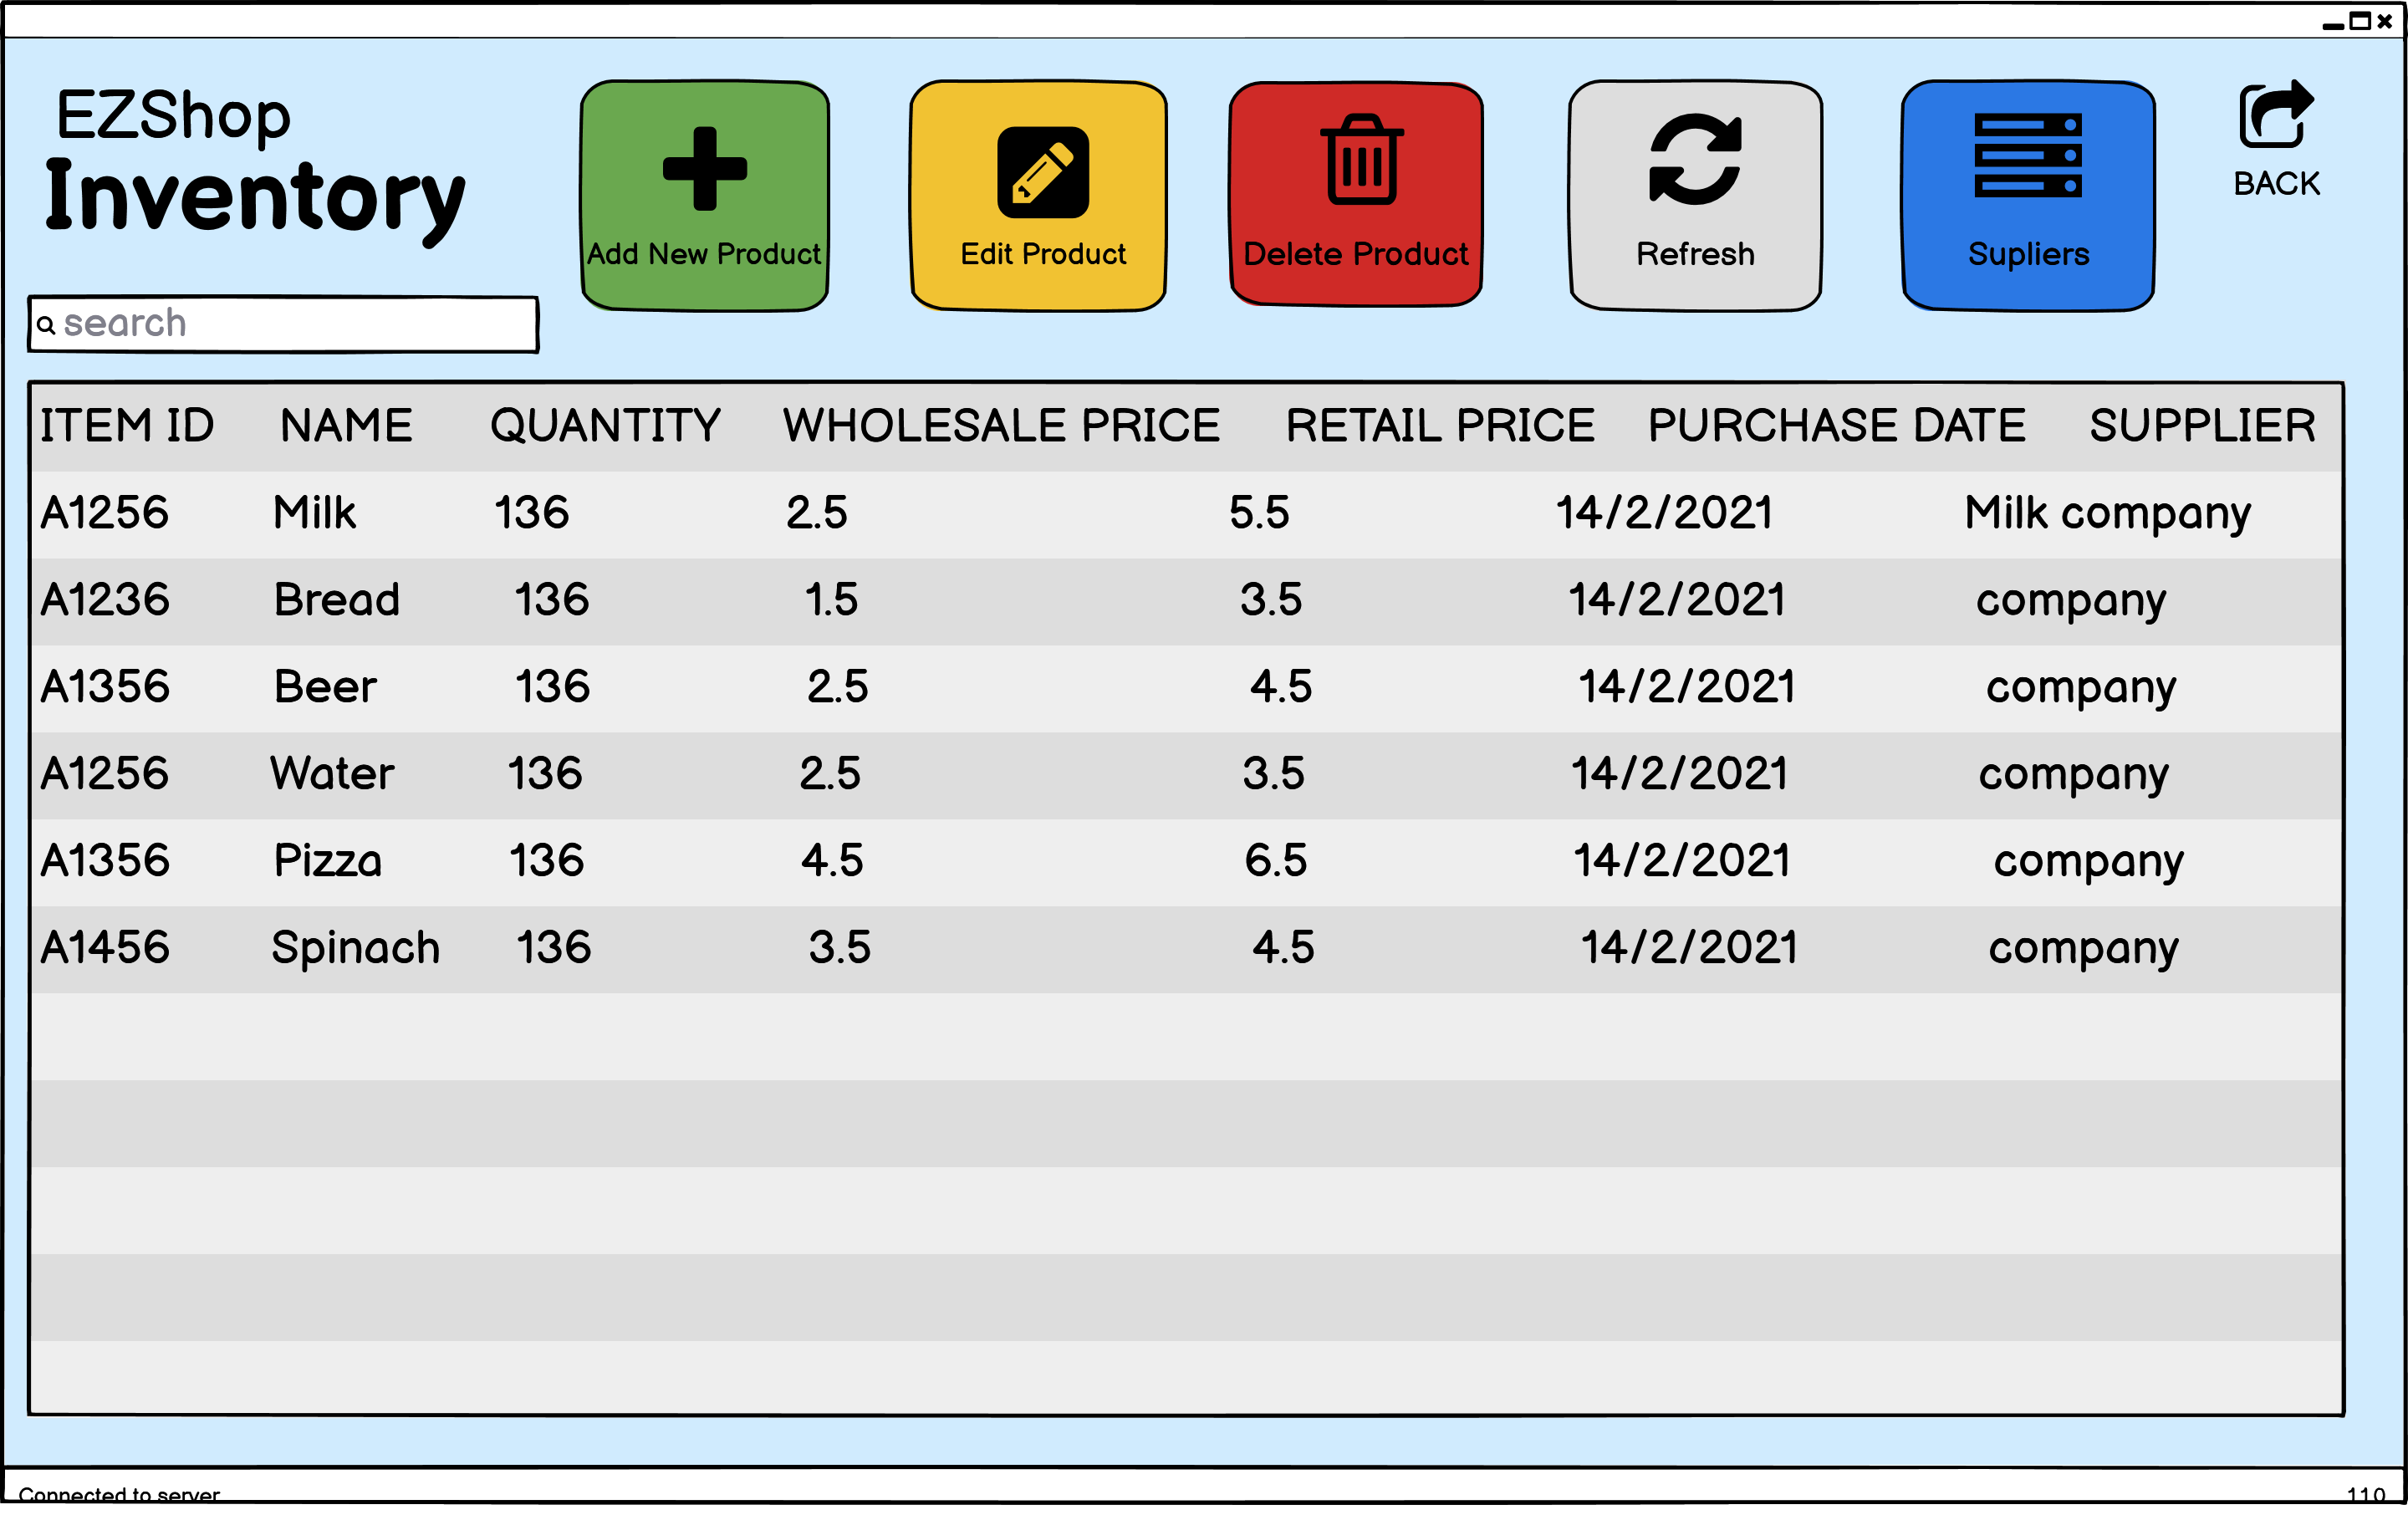 EZShop
Inventory
Add New Product
Edit Product
Delete Product
Refresh
Supliers
BACK
search
ITEM ID NAME QUANTITY WHOLESALE PRICE RETAIL PRICE PURCHASE DATE SUPPLIER
A1256 Milk 136 2.5 5.5 14/2/2021 Milk company
A1236 Bread 136 1.5 3.5 14/2/2021 company
A1356 Beer 136 2.5 4.5 14/2/2021 company
A1256 Water 136 2.5 3.5 14/2/2021 company
A1356 Pizza 136 4.5 6.5 14/2/2021 company
A1456 Spinach 136 3.5 4.5 14/2/2021 company
Connected to server 110